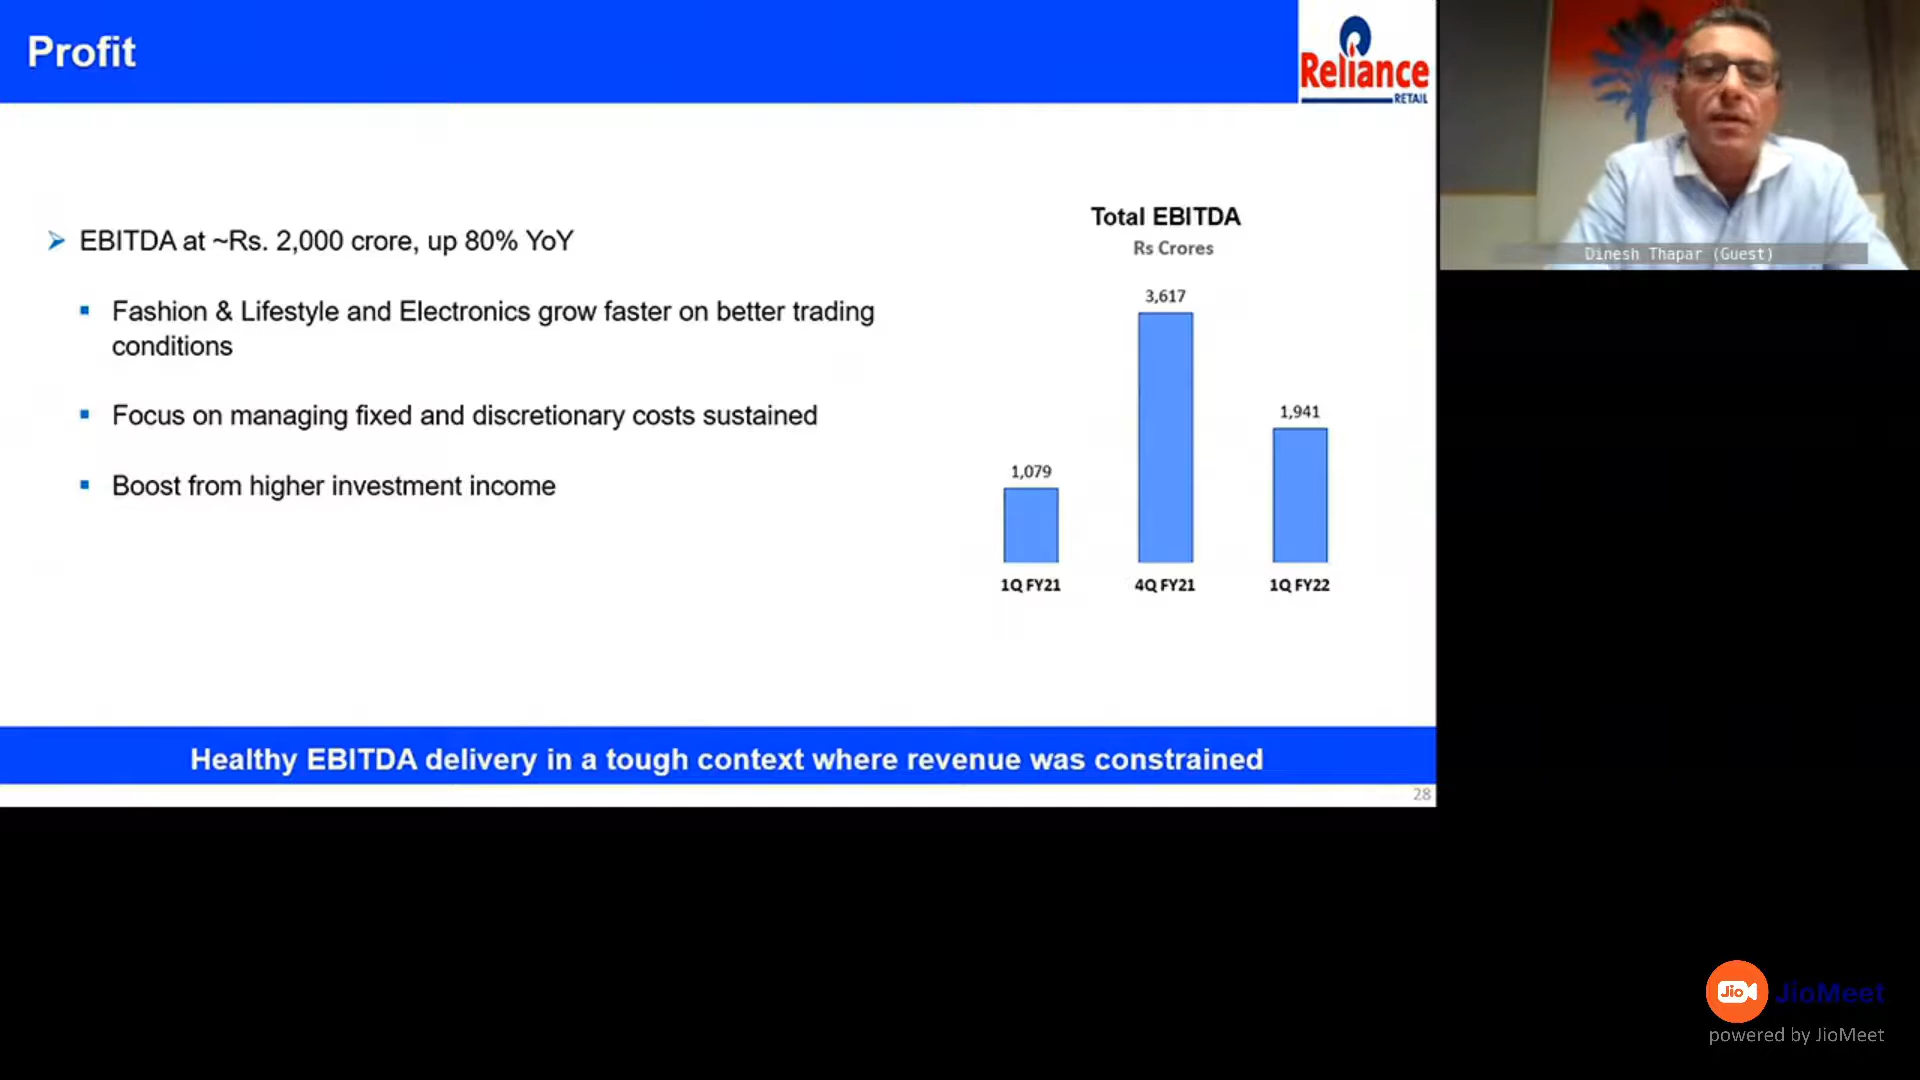 Profit
Reliance
RETAIL
EBITDA at ~Rs. 2,000 crore, up 80% YoY
Fashion & Lifestyle and Electronics grow faster on better trading
conditions
Focus on managing fixed and discretionary costs sustained
Boost from higher investment income
Total EBITDA
Rs Crores
3,617
1,941
1,079
1Q FY21 4Q FY21 1Q FY22
Healthy EBITDA delivery in a tough context where revenue was constrained
28
Dinesh Thapar (Guest)
Jio JioMeet
powered by JioMeet